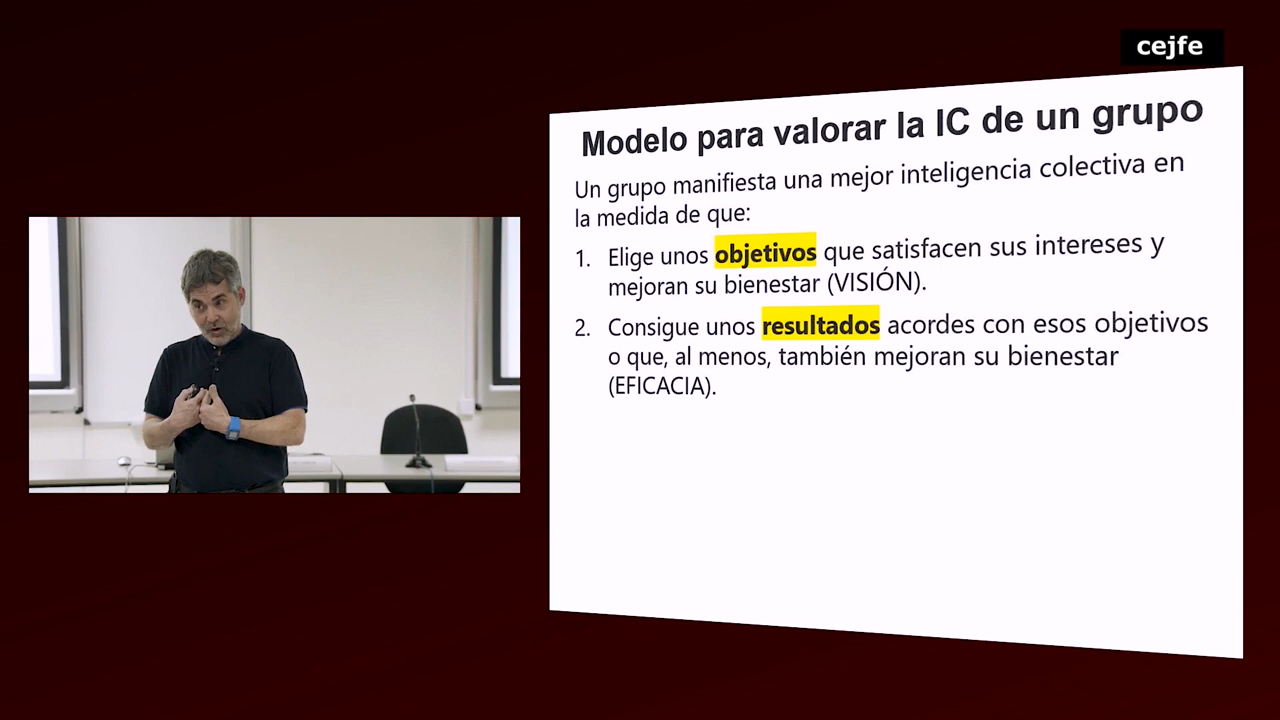 cejfe
Modelo para valorar la IC de un grupo
Un grupo manifiesta una mejor inteligencia colectiva en
la medida de que:
1. Elige unos objetivos que satisfacen sus intereses y
mejoran su bienestar (VISIÓN).
2. Consigue unos resultados acordes con esos objetivos
o que, al menos, también mejoran su bienestar
(EFICACIA).